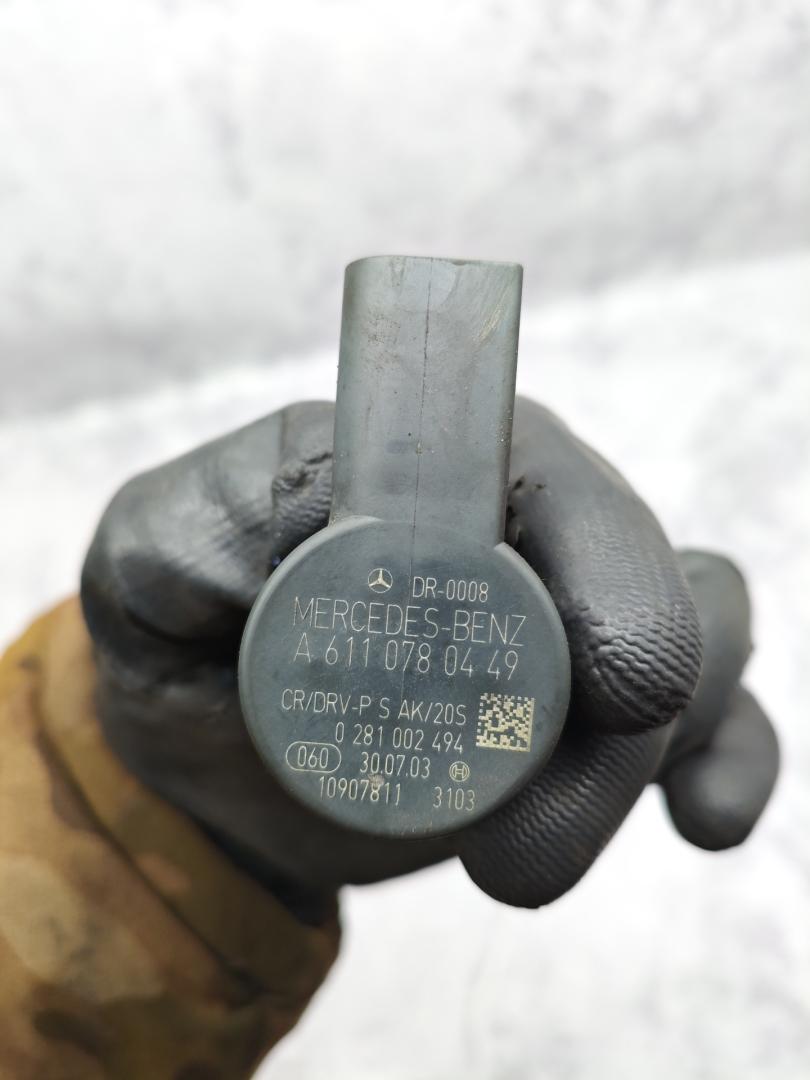 DR-0008
MERCEDES-BENZ
A 611 078 04 49
CR/DRV-P S AK/20S
0 281 002 494
060 30.07.03
10907811 3103